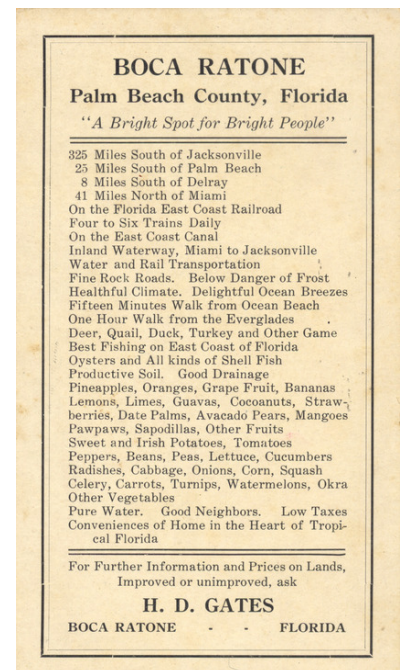 BOCA RATONE
Palm Beach County, Florida
"A Bright Spot for Bright People"
325 Miles South of Jacksonville
25 Miles South of Palm Beach
8 Miles South of Delray
41 Miles North of Miami
On the Florida East Coast Railroad
Four to Six Trains Daily
On the East Coast Canal
Inland Waterway, Miami to Jacksonville
Water and Rail Transportation
Fine Rock Roads. Below Danger of Frost
Healthful Climate. Delightful Ocean Breezes
Fifteen Minutes Walk from Ocean Beach
One Hour Walk from the Everglades
Deer, Quail, Duck, Turkey and Other Game
Best Fishing on East Coast of Florida
Oysters and All kinds of Shell Fish
Productive Soil. Good Drainage
Pineapples, Oranges, Grape Fruit, Bananas
Lemons, Limes, Guavas, Cocoanuts, Straw-
berries, Date Palms, Avacado Pears, Mangoes
Pawpaws, Sapodillas, Other Fruits
Sweet and Irish Potatoes, Tomatoes
Peppers, Beans, Peas, Lettuce, Cucumbers
Radishes, Cabbage, Onions, Corn, Squash
Celery, Carrots, Turnips, Watermelons, Okra
Other Vegetables
Pure Water. Good Neighbors. Low Taxes
Conveniences of Home in the Heart of Tropi-
cal Florida
For Further Information and Prices on Lands,
Improved or unimproved, ask
H. D. GATES
BOCA RATONE - - FLORIDA